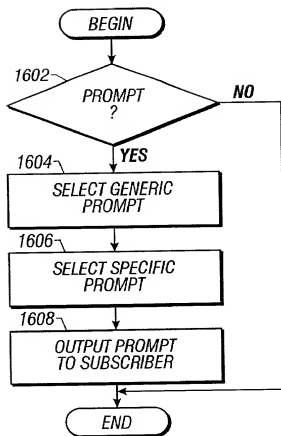 BEGIN
1602
PROMPT
?
NO
YES
1604
SELECT GENERIC
PROMPT
1606
SELECT SPECIFIC
PROMPT
1608
OUTPUT PROMPT
TO SUBSCRIBER
END